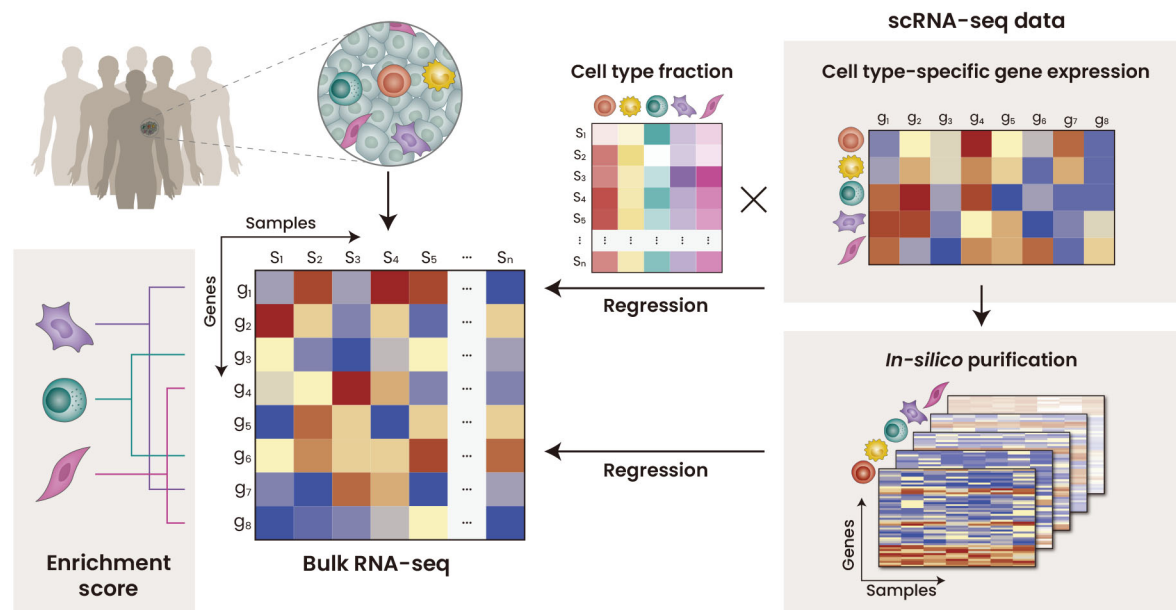 scRNA-seq data
Cell type fraction
Cell type-specific gene expression
g1 g2 g3 g4 g5 g6 g7 g8
S1
S2
S3
S4
S5
⋮ ⋮ ⋮ ⋮ ⋮ ⋮
Sn
×
Samples
Genes
S1 S2 S3 S4 S5 ... Sn
g1 ...
g2 ...
g3 ...
g4 ...
g5 ...
g6 ...
g7 ...
g8 ...
Bulk RNA-seq
Regression
Regression
Enrichment
score
In-silico purification
Genes
Samples